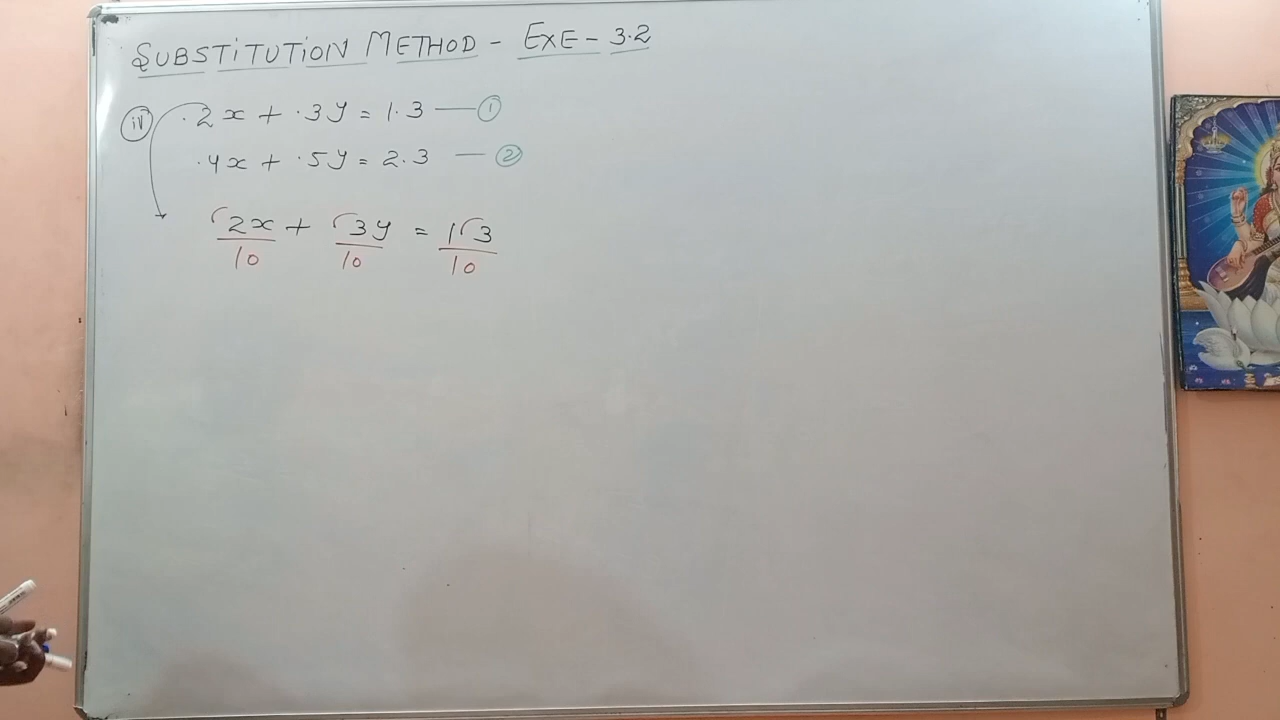 SUBSTITUTION METHOD - EXE - 3.2
(iv) .2x + .3y = 1.3 — ①
.4x + .5y = 2.3 — ②
2x/10 + 3y/10 = 13/10